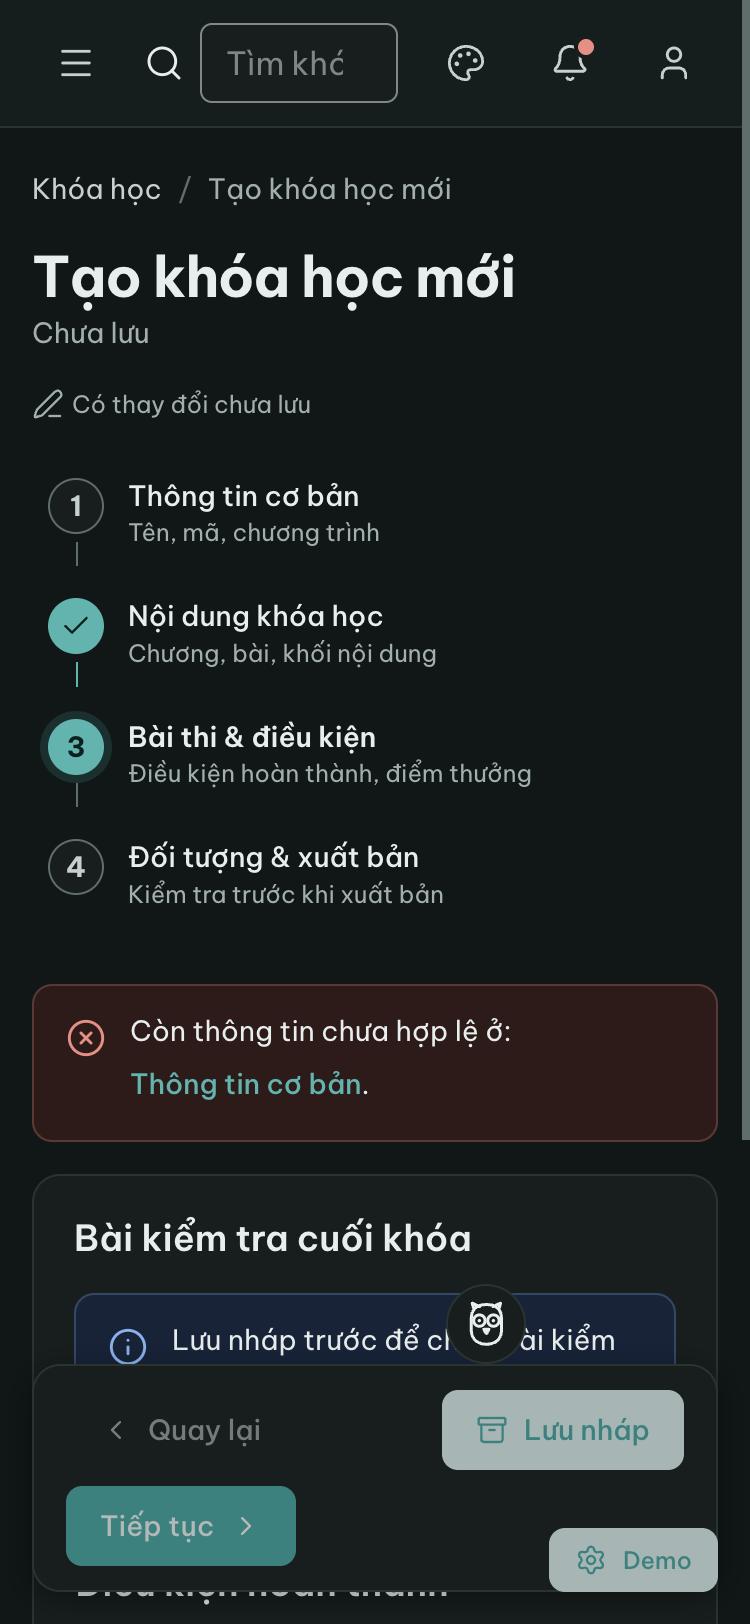 Tìm khó
Khóa học / Tạo khóa học mới
Tạo khóa học mới
Chưa lưu
Có thay đổi chưa lưu
1
Thông tin cơ bản
Tên, mã, chương trình
Nội dung khóa học
Chương, bài, khối nội dung
3
Bài thi & điều kiện
Điều kiện hoàn thành, điểm thưởng
4
Đối tượng & xuất bản
Kiểm tra trước khi xuất bản
Còn thông tin chưa hợp lệ ở:
Thông tin cơ bản.
Bài kiểm tra cuối khóa
Lưu nháp trước để kiểm
Quay lại
Lưu nháp
Tiếp tục
Demo